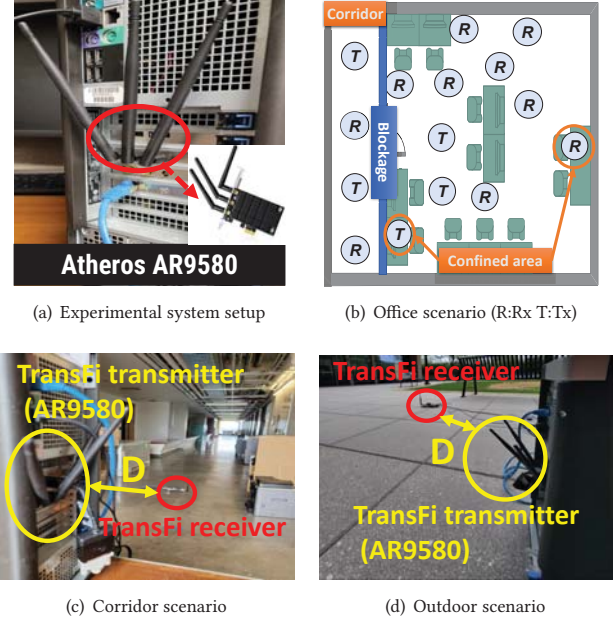 Atheros AR9580
(a) Experimental system setup
Corridor
T
R
R
R
R
R
R
R
T
Blockage
R
T
T
R
T
R
Confined area
(b) Office scenario (R:Rx T:Tx)
TransFi transmitter
(AR9580)
D
TransFi receiver
(c) Corridor scenario
TransFi receiver
D
TransFi transmitter
(AR9580)
(d) Outdoor scenario